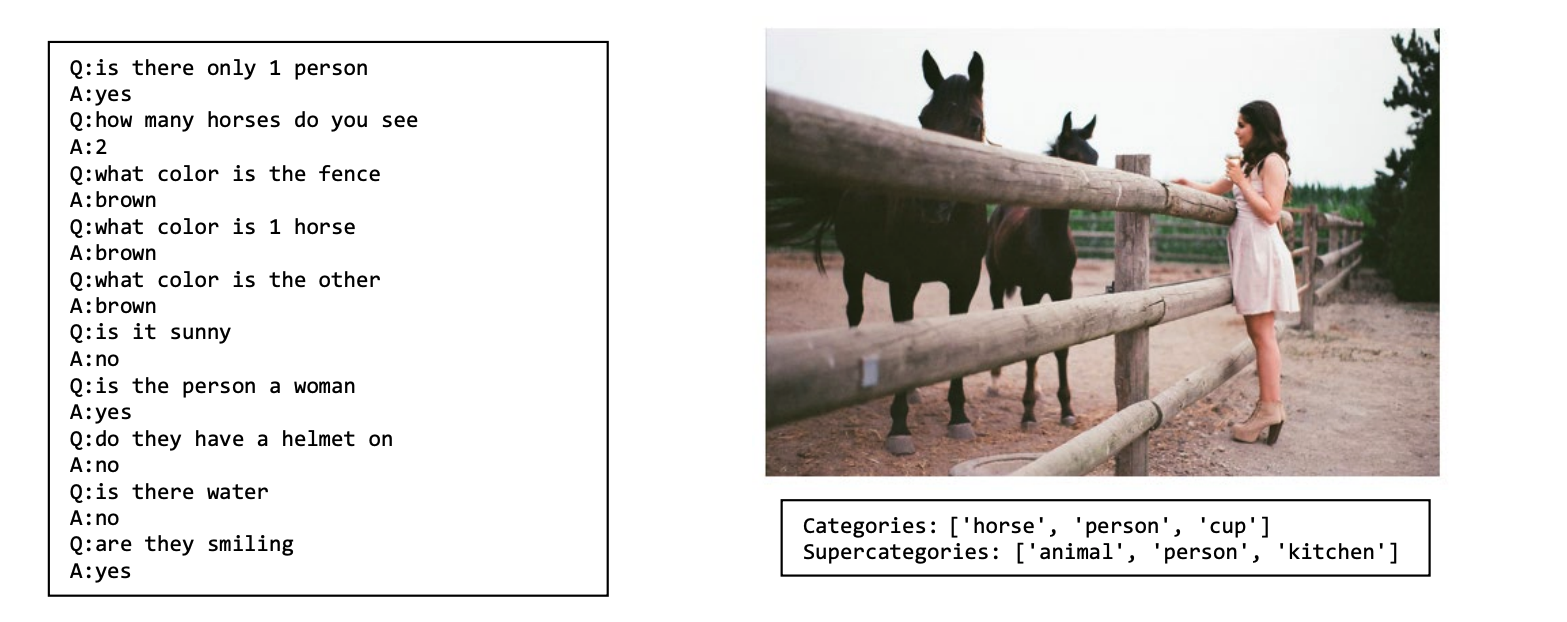 Q:is there only 1 person
A:yes
Q:how many horses do you see
A:2
Q:what color is the fence
A:brown
Q:what color is 1 horse
A:brown
Q:what color is the other
A:brown
Q:is it sunny
A:no
Q:is the person a woman
A:yes
Q:do they have a helmet on
A:no
Q:is there water
A:no
Q:are they smiling
A:yes
Categories: ['horse', 'person', 'cup']
Supercategories: ['animal', 'person', 'kitchen']